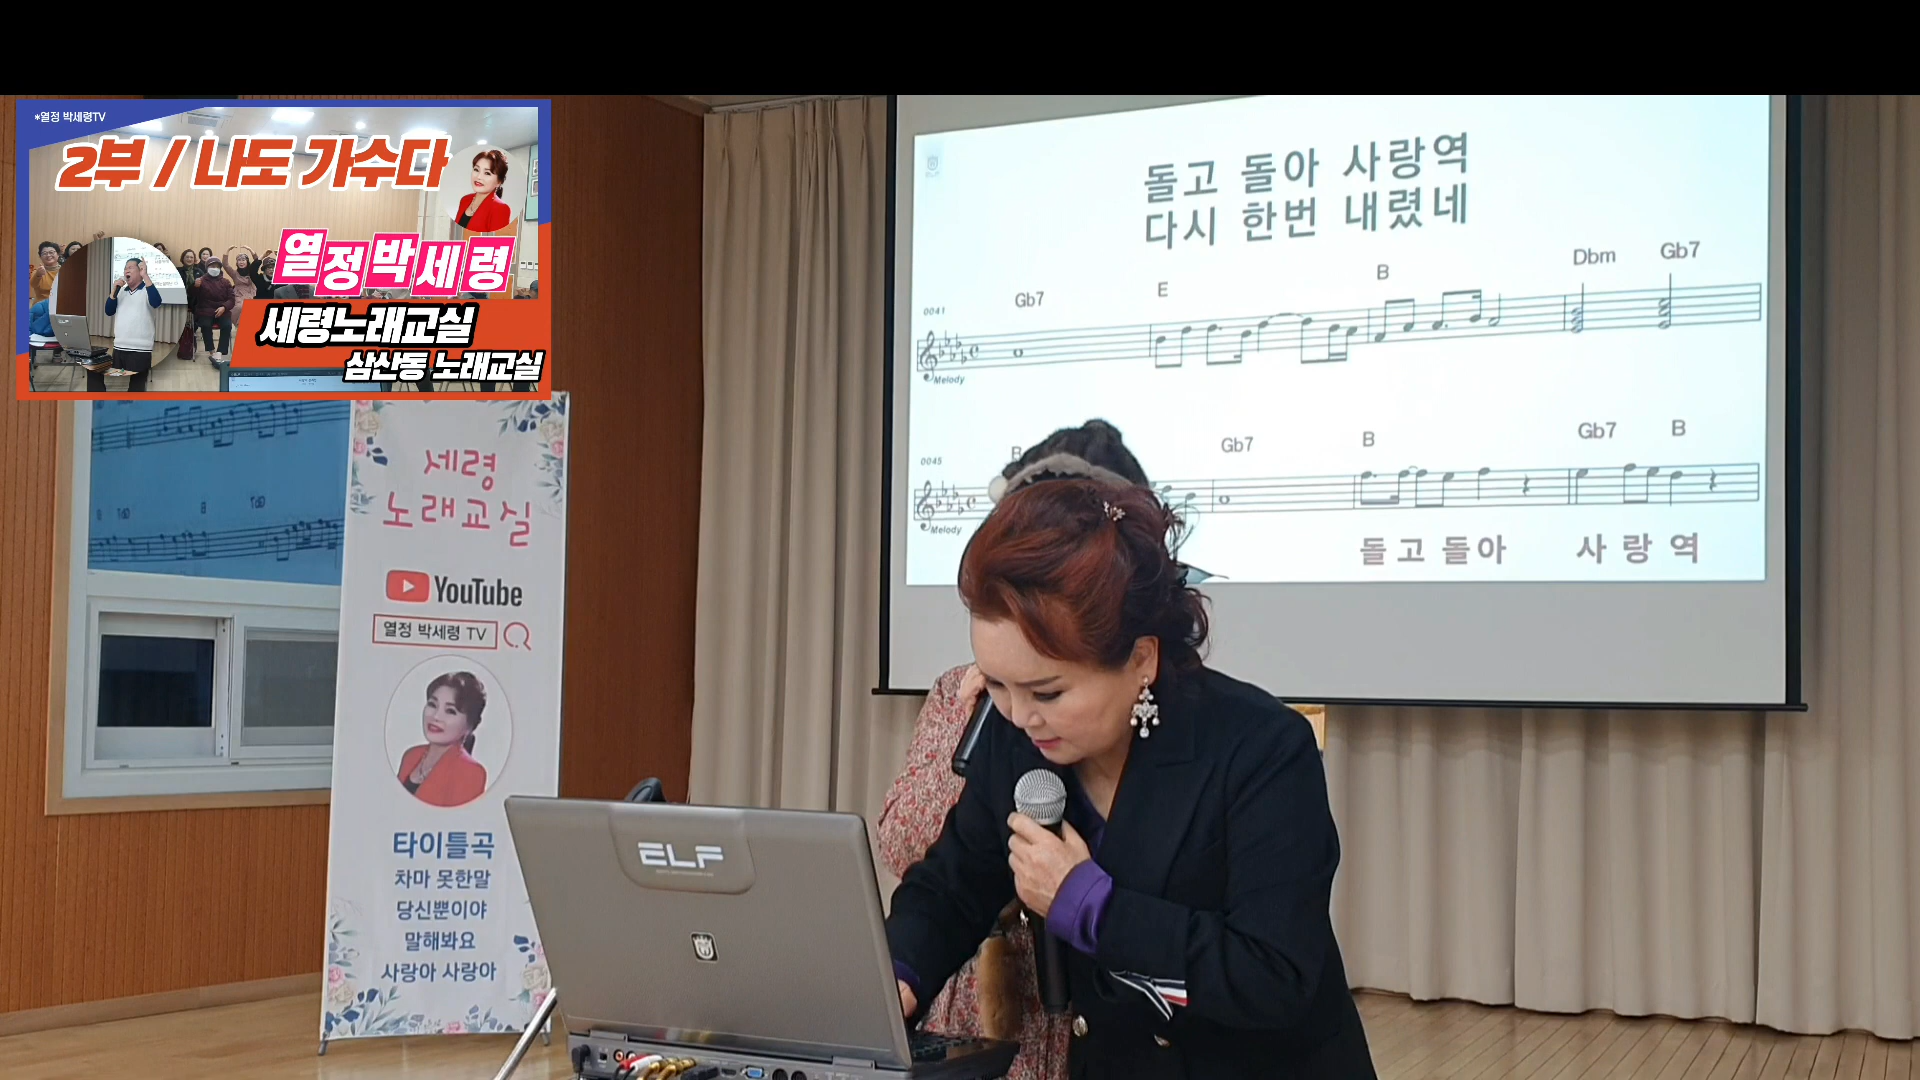 *열정 박세령TV
2부 / 나도 가수다
열정박세령
세령노래교실
삼산동 노래교실
돌고 돌아 사랑역
다시 한번 내렸네
Gb7 E B Dbm Gb7
0041
Melody
B Gb7 B Gb7 B
0045
Melody
돌고 돌아 사랑역
세령
노래교실
YouTube
열정 박세령 TV
타이틀곡
차마 못한말
당신뿐이야
말해봐요
사랑아 사랑아
ELF